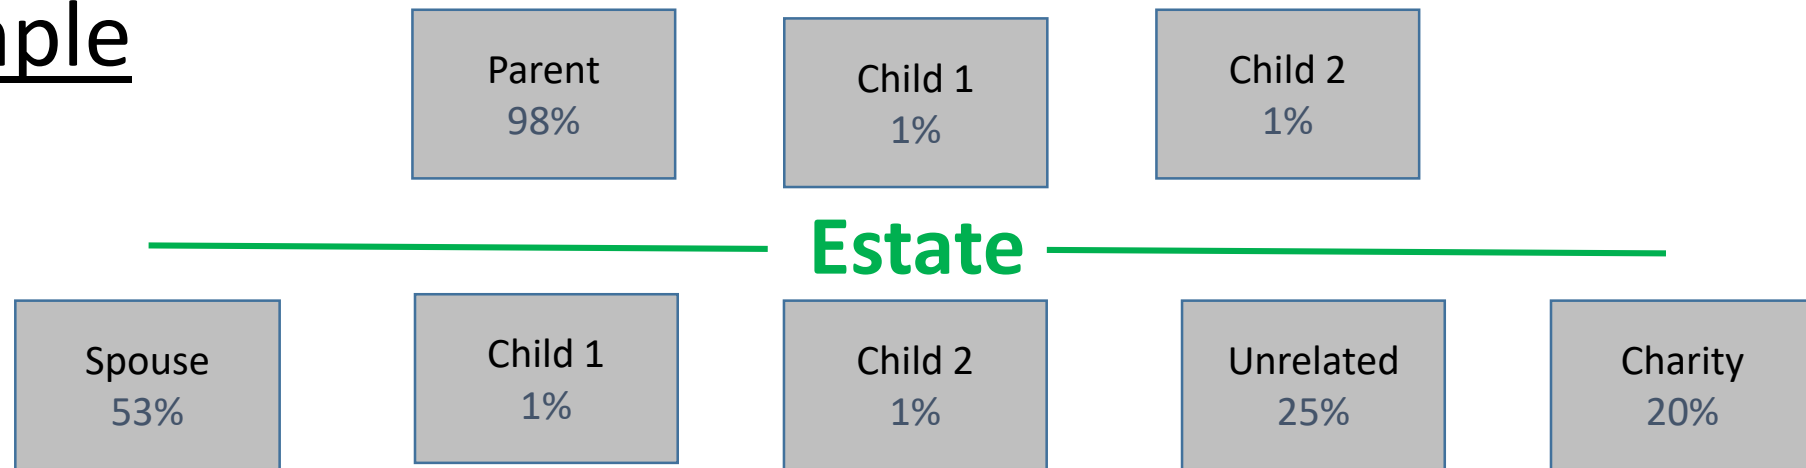 Parent
98%
Child 1
1%
Child 2
1%
Estate
Spouse
53%
Child 1
1%
Child 2
1%
Unrelated
25%
Charity
20%